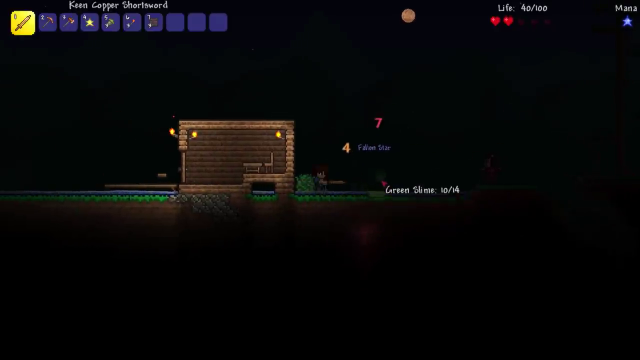 Keen Copper Shortsword
Life: 40/100
Mana
7
4
Fallen Star
Green Slime: 10/14